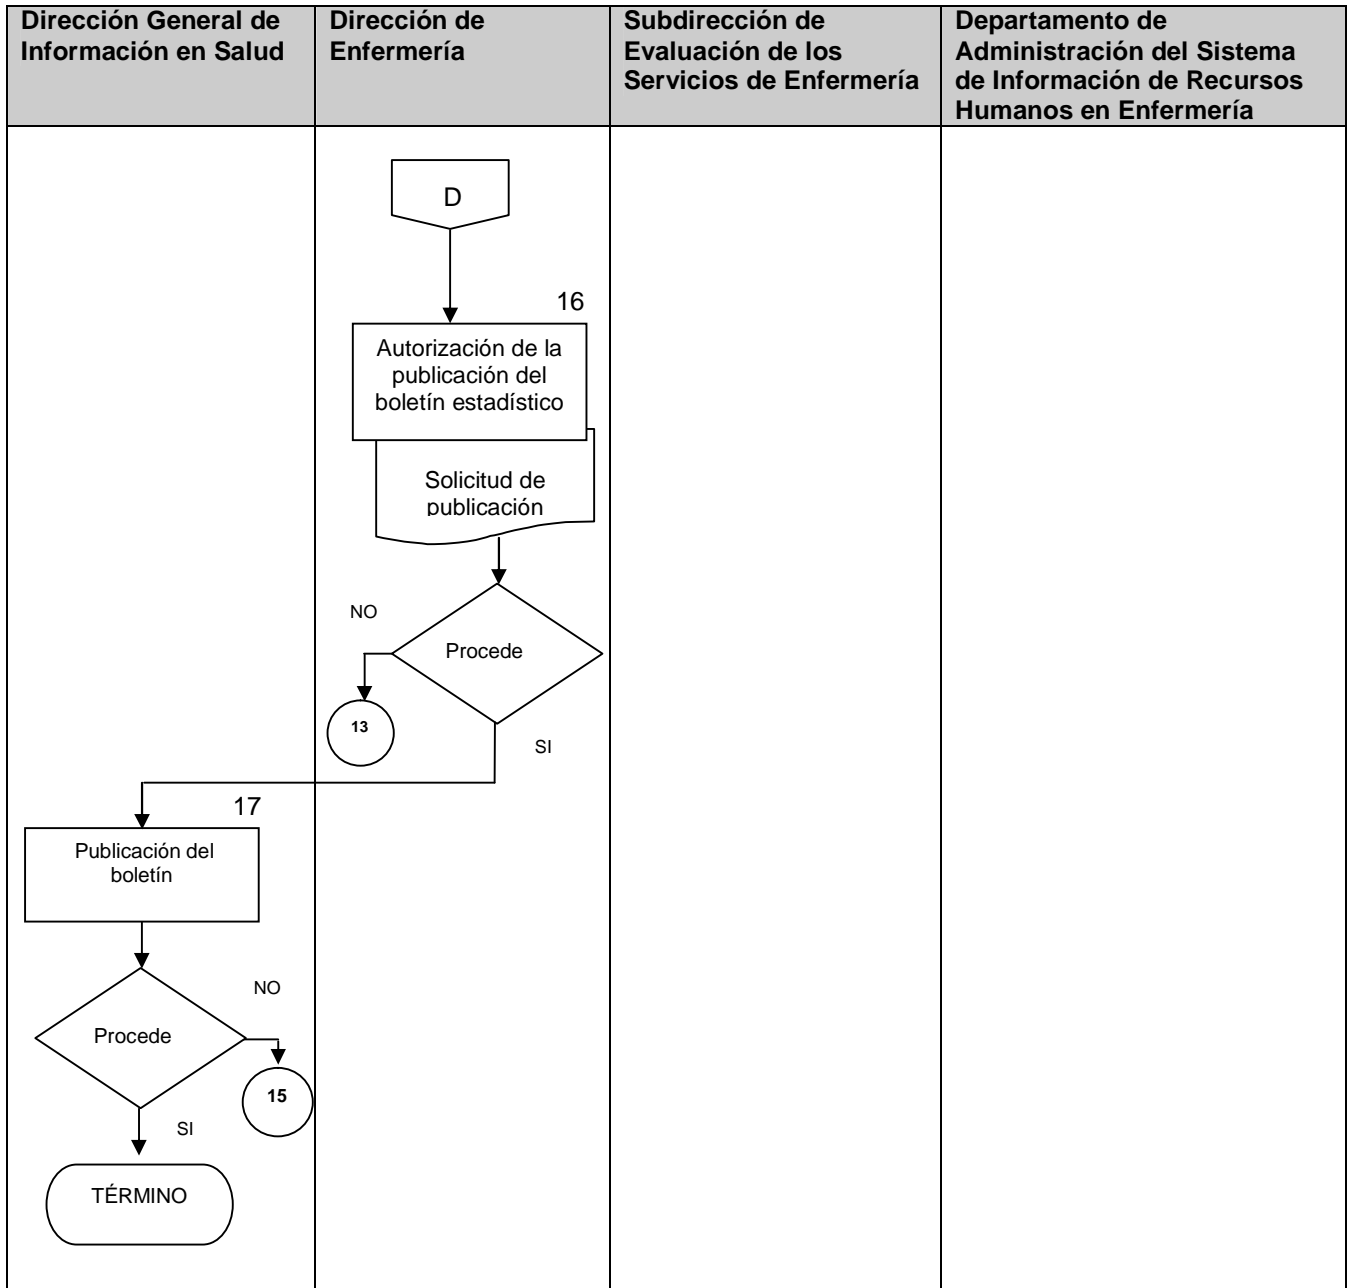 Dirección General de
Información en Salud
Dirección de
Enfermería
Subdirección de
Evaluación de los
Servicios de Enfermería
Departamento de
Administración del Sistema
de Información de Recursos
Humanos en Enfermería
D
16
Autorización de la
publicación del
boletín estadístico
Solicitud de
publicación
NO
Procede
13
SI
17
Publicación del
boletín
NO
Procede
15
SI
TÉRMINO